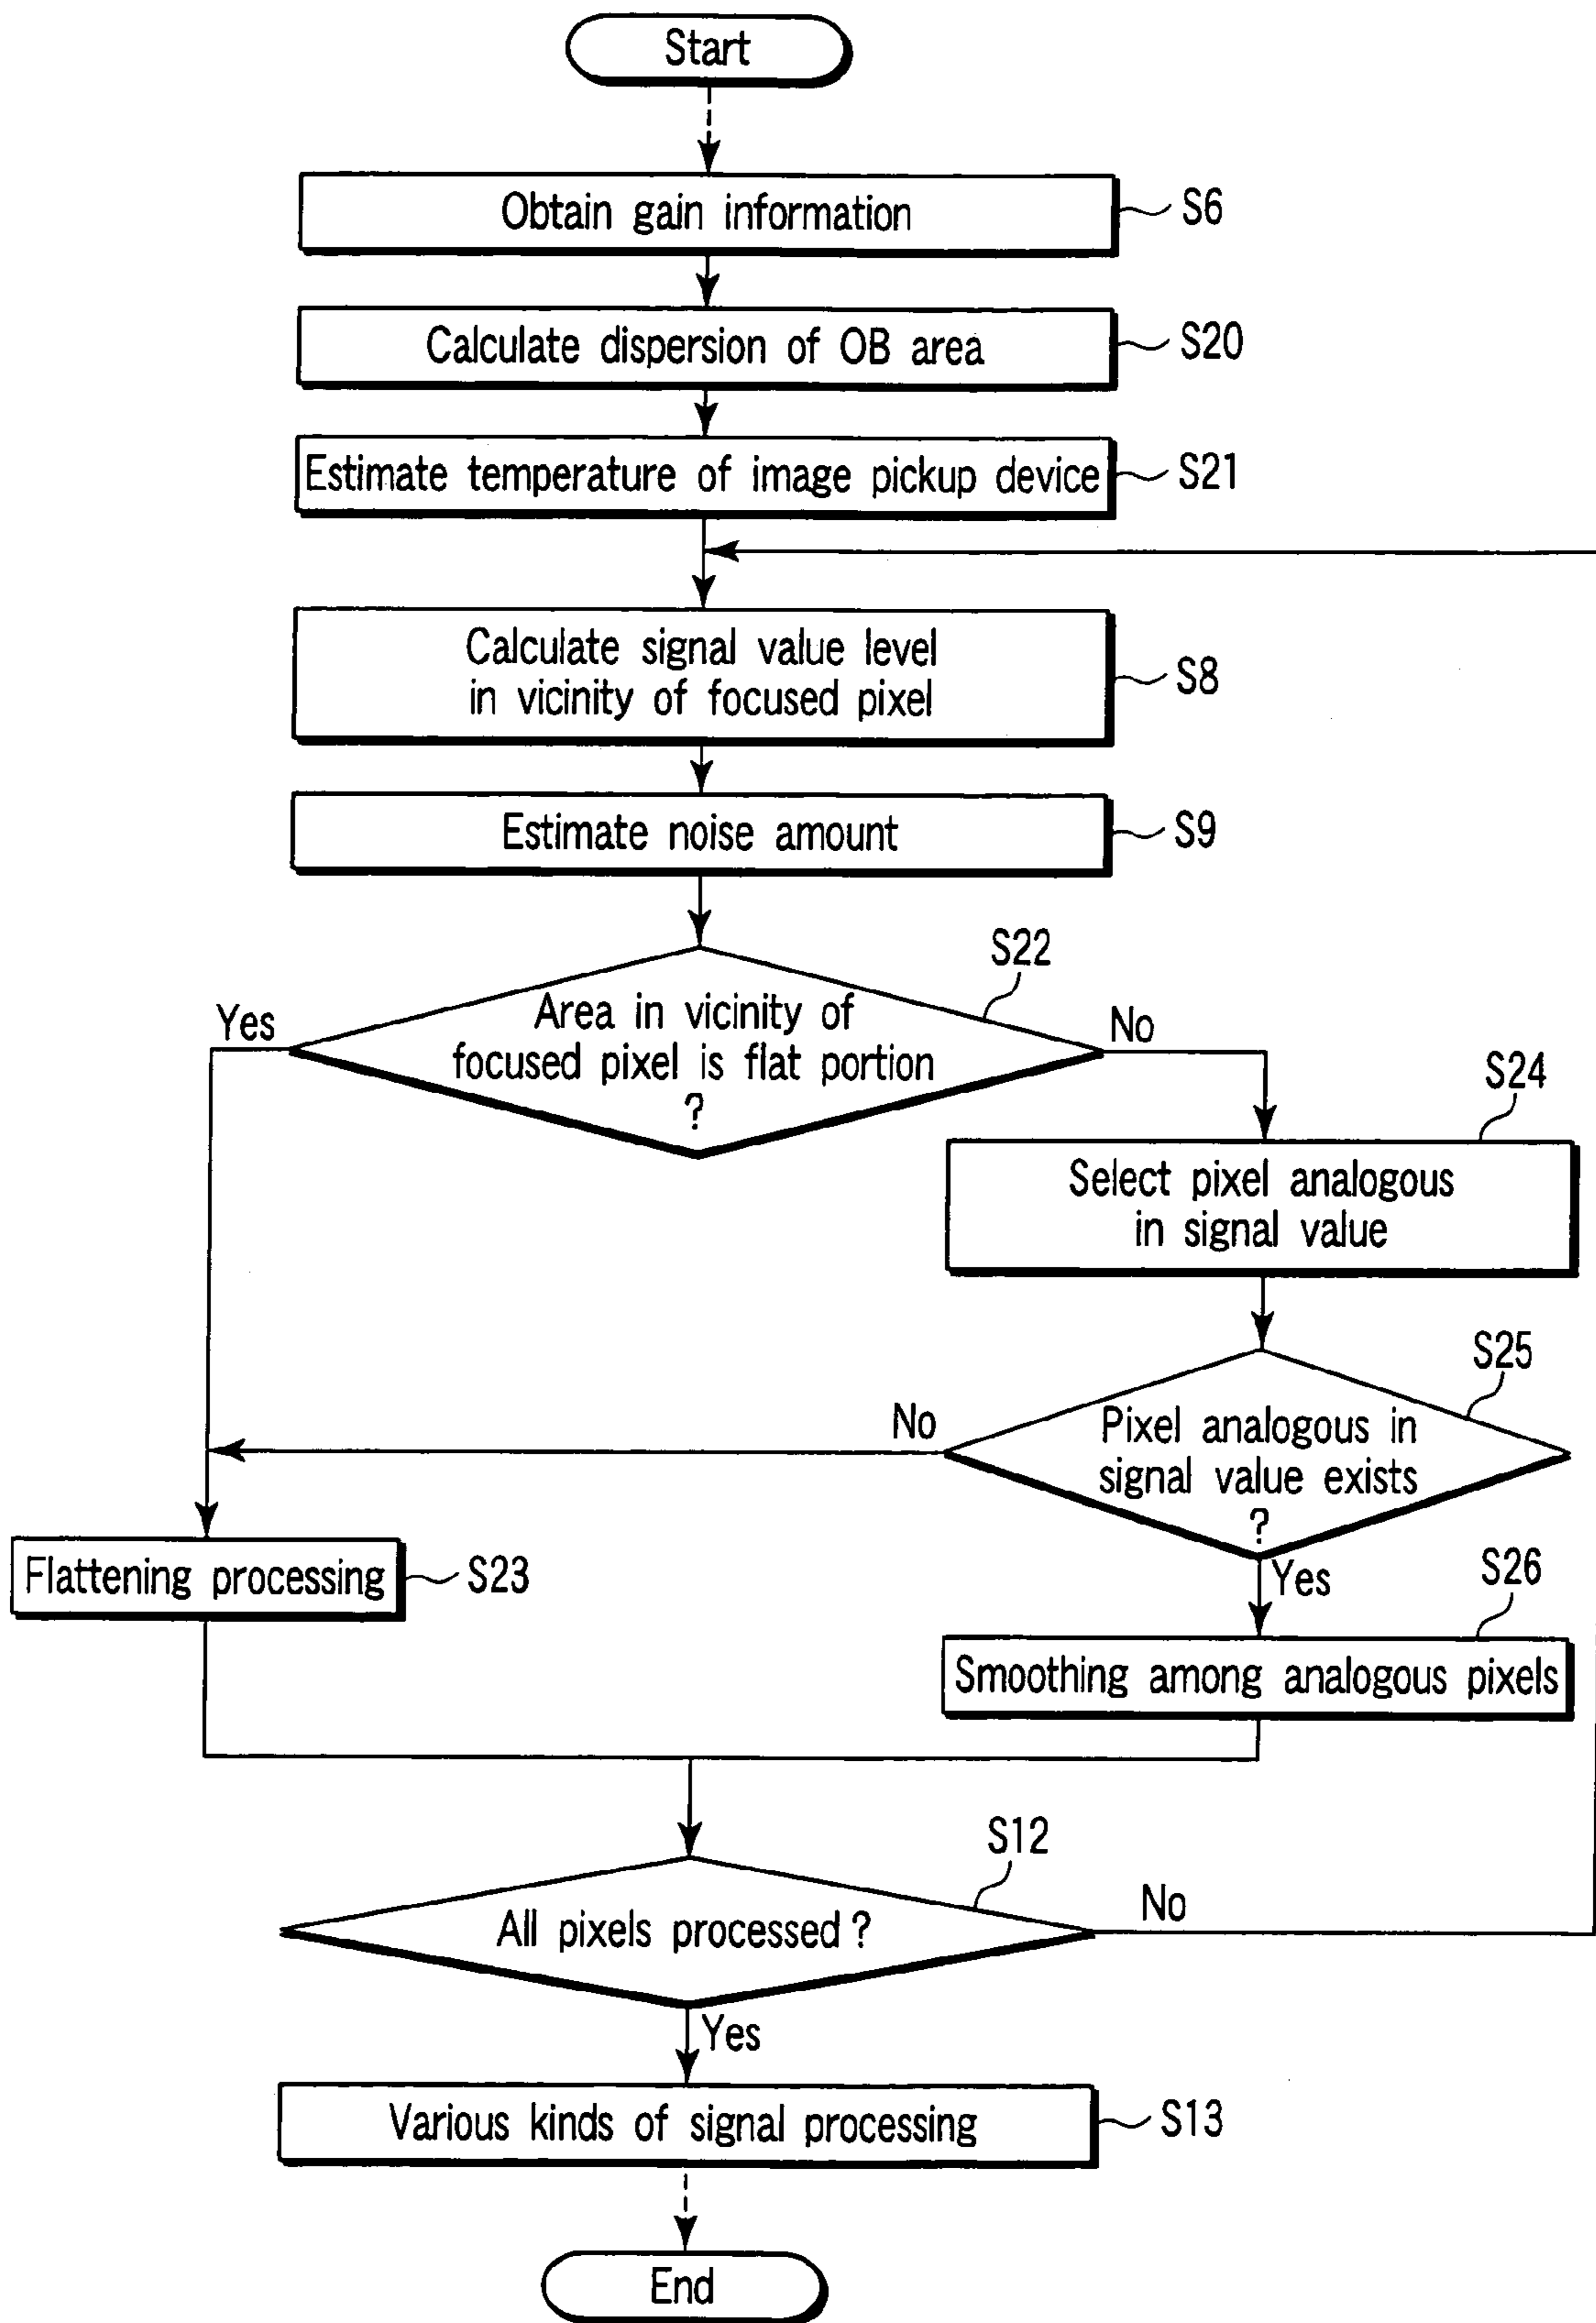 Start
Obtain gain information
S6
Calculate dispersion of OB area
S20
Estimate temperature of image pickup device
S21
Calculate signal value level
in vicinity of focused pixel
S8
Estimate noise amount
S9
S22
Area in vicinity of
focused pixel is flat portion
?
Yes
No
S24
Select pixel analogous
in signal value
S25
Pixel analogous in
signal value exists
?
No
Yes
Flattening processing
S23
S26
Smoothing among analogous pixels
S12
All pixels processed ?
No
Yes
Various kinds of signal processing
S13
End